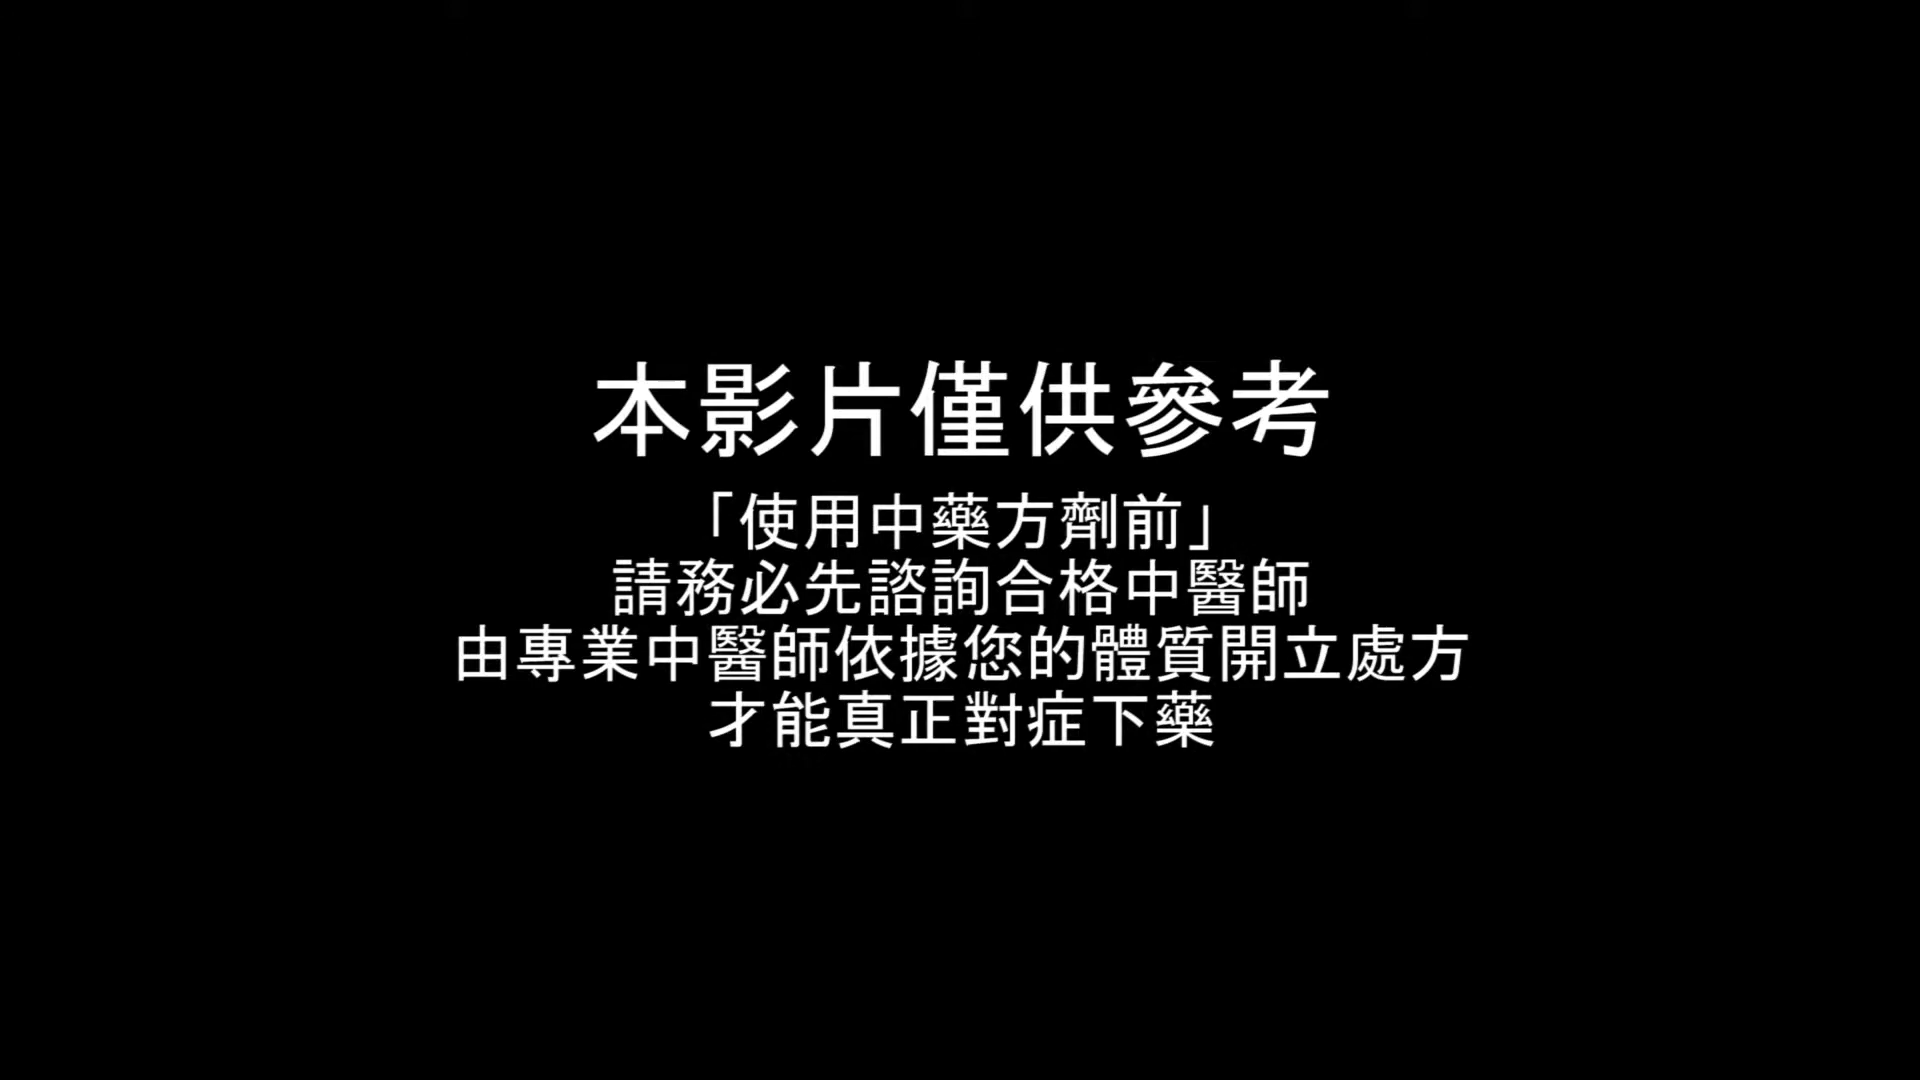 本影片僅供參考
「使用中藥方劑前」
請務必先諮詢合格中醫師
由專業中醫師依據您的體質開立處方
才能真正對症下藥